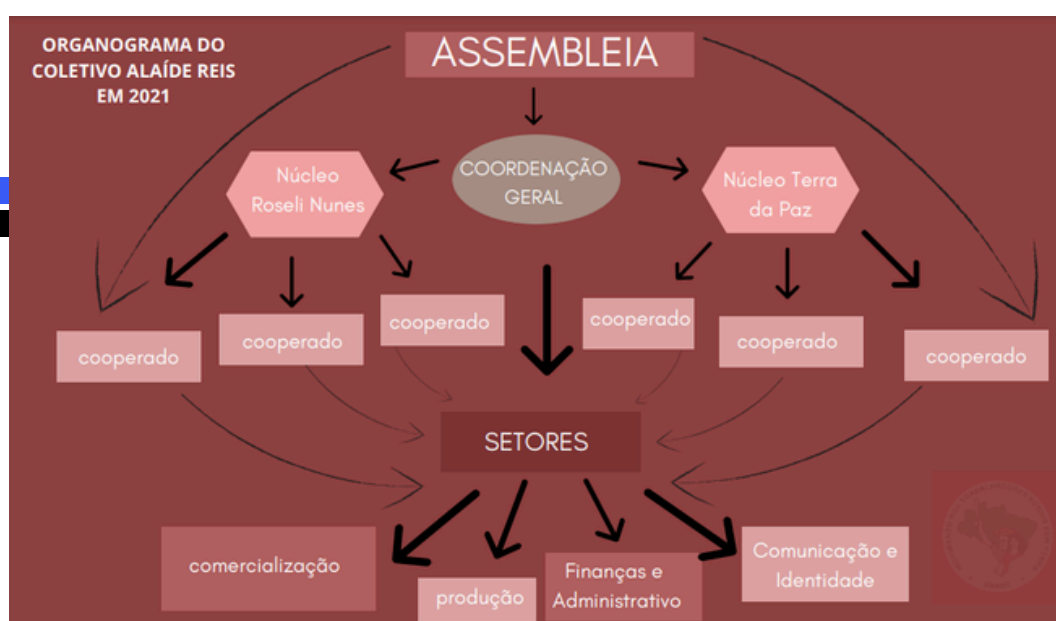 ORGANOGRAMA DO
COLETIVO ALAÍDE REIS
EM 2021
ASSEMBLEIA
COORDENAÇÃO
GERAL
Núcleo
Roseli Nunes
Núcleo Terra
da Paz
cooperado
cooperado
cooperado
cooperado
cooperado
cooperado
SETORES
comercialização
produção
Finanças e
Administrativo
Comunicação e
Identidade